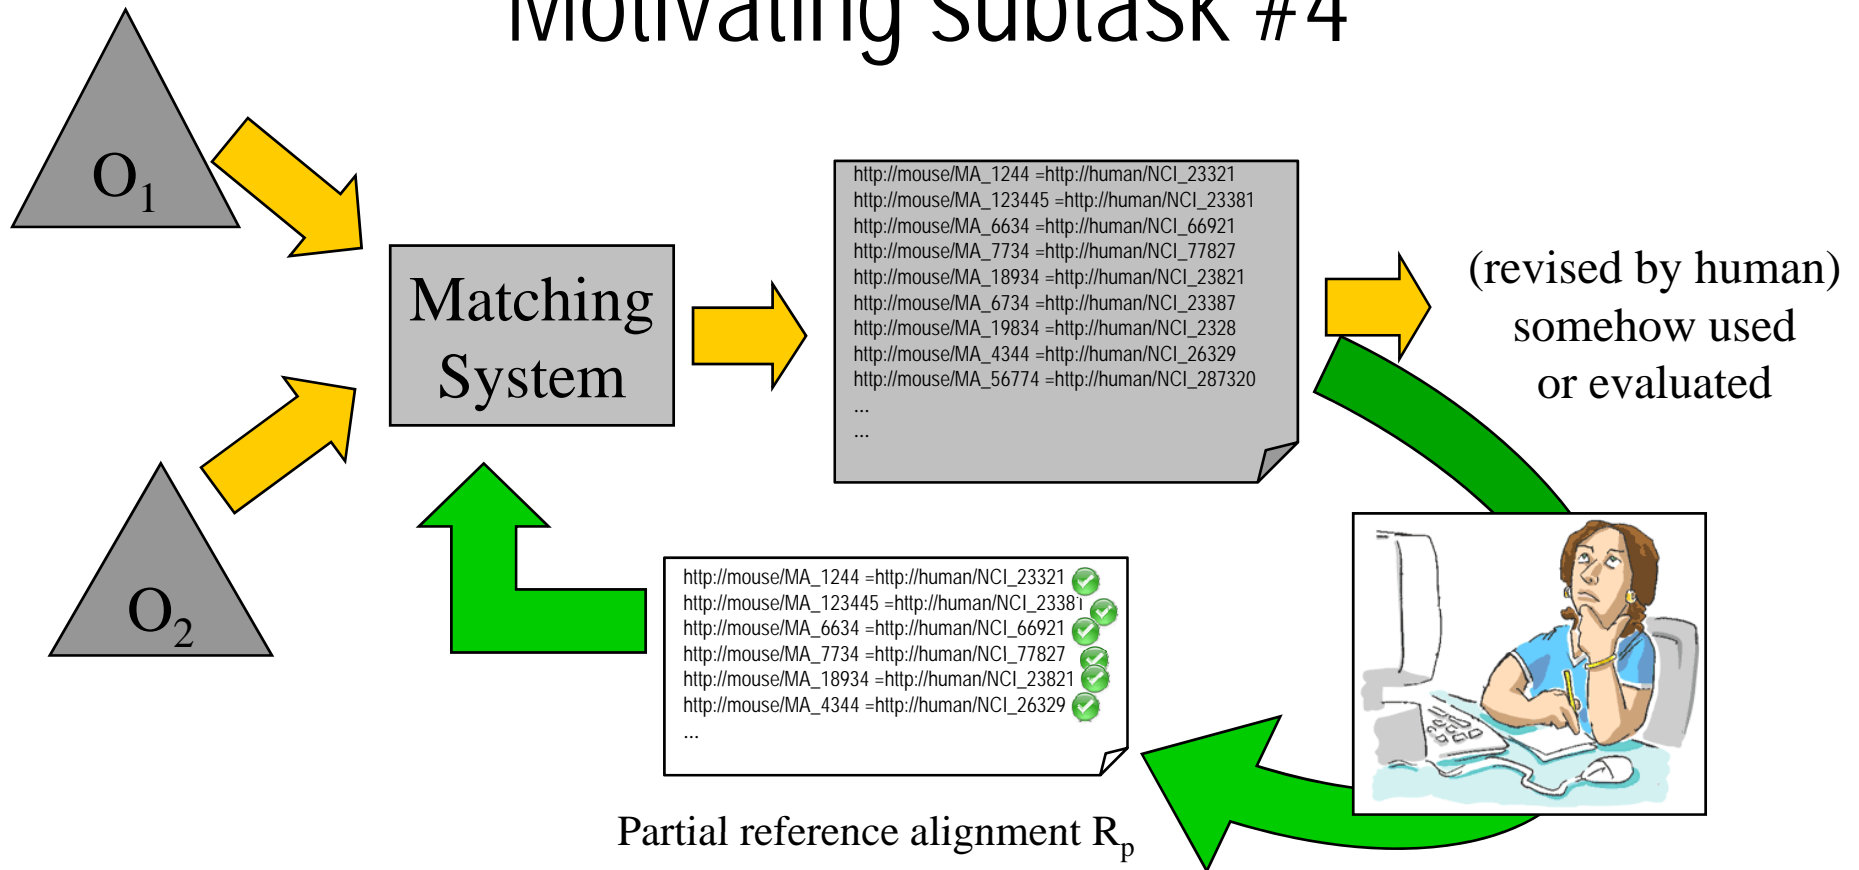 Motivating subtask #4
O1
http://mouse/MA_1244 =http://human/NCI_23321
http://mouse/MA_123445 =http://human/NCI_23381
http://mouse/MA_6634 =http://human/NCI_66921
http://mouse/MA_7734 =http://human/NCI_77827
http://mouse/MA_18934 =http://human/NCI_23821
http://mouse/MA_6734 =http://human/NCI_23387
http://mouse/MA_19834 =http://human/NCI_2328
http://mouse/MA_4344 =http://human/NCI_26329
http://mouse/MA_56774 =http://human/NCI_287320
...
...
Matching
System
(revised by human)
somehow used
or evaluated
O2
http://mouse/MA_1244 =http://human/NCI_23321
http://mouse/MA_123445 =http://human/NCI_23381
http://mouse/MA_6634 =http://human/NCI_66921
http://mouse/MA_7734 =http://human/NCI_77827
http://mouse/MA_18934 =http://human/NCI_23821
http://mouse/MA_4344 =http://human/NCI_26329
...
Partial reference alignment Rp